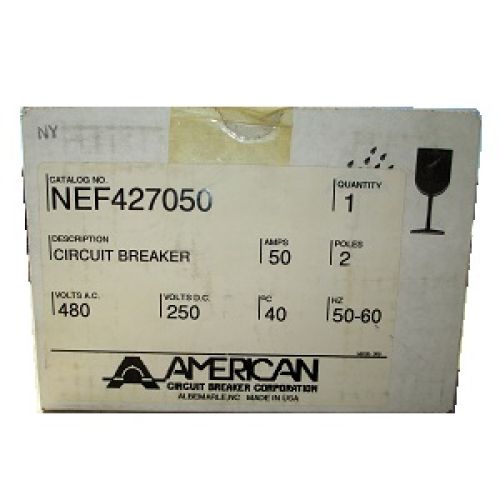 NY
CATALOG NO.
NEF427050
QUANTITY
1
DESCRIPTION
CIRCUIT BREAKER
AMPS
50
POLES
2
VOLTS A.C.
480
VOLTS D.C.
250
°C
40
HZ
50-60
AMERICAN
CIRCUIT BREAKER CORPORATION
ALBEMARLE, NC MADE IN USA